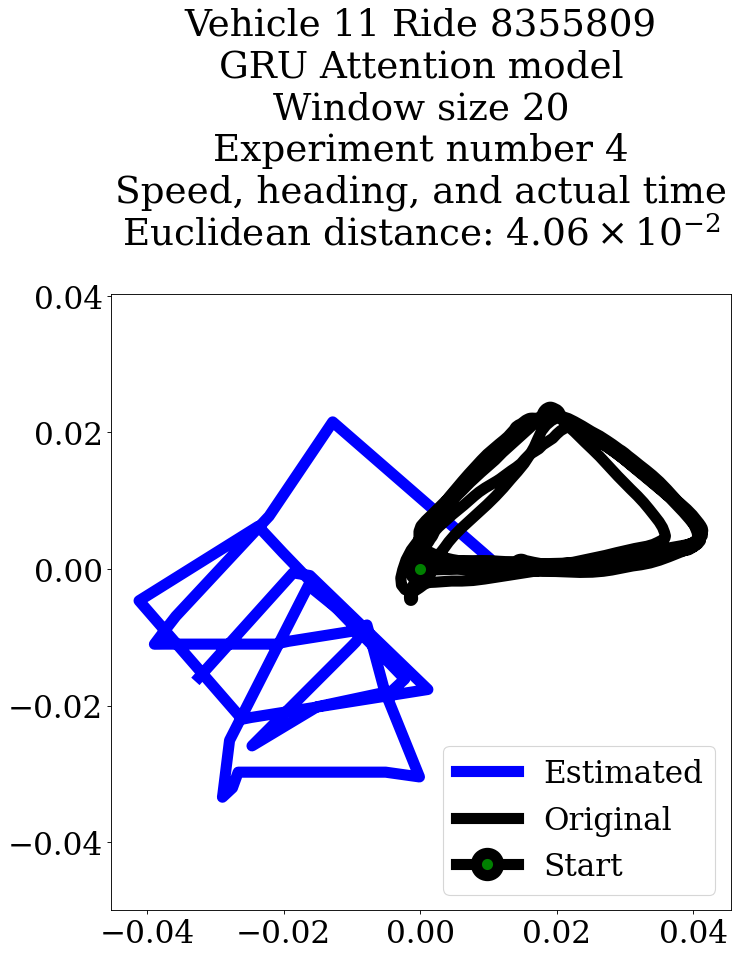 Vehicle 11 Ride 8355809
GRU Attention model
Window size 20
Experiment number 4
Speed, heading, and actual time
Euclidean distance: 4.06 × 10⁻²
0.04
0.02
0.00
−0.02
−0.04
Estimated
Original
Start
−0.04 −0.02 0.00 0.02 0.04